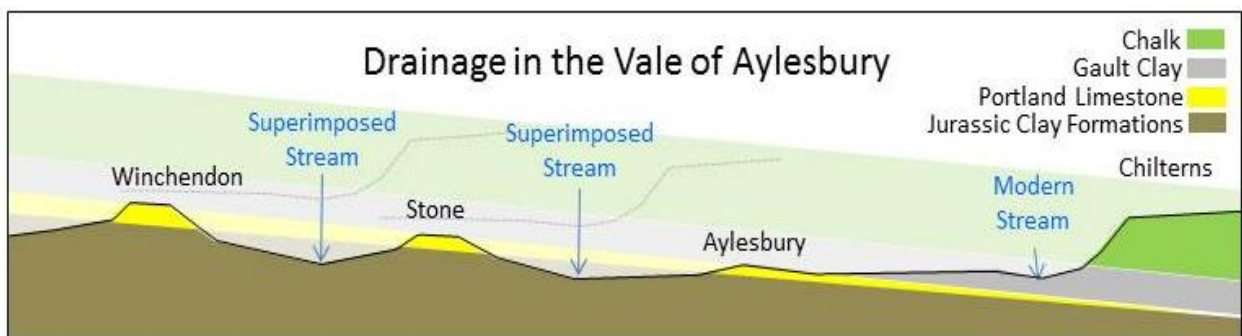 Drainage in the Vale of Aylesbury
Chalk
Gault Clay
Portland Limestone
Jurassic Clay Formations
Superimposed
Stream
Superimposed
Stream
Winchendon
Stone
Aylesbury
Modern
Stream
Chilterns